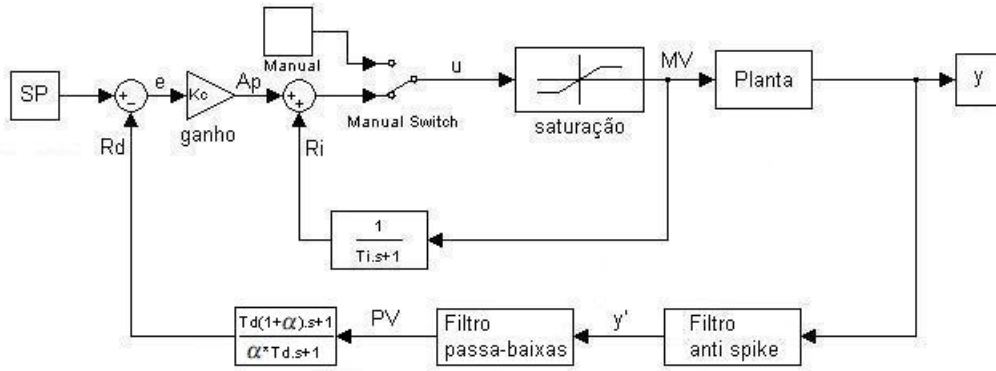 SP
+
−
e
Kc
ganho
Ap
Manual
+
+
Manual Switch
u
saturação
MV
Planta
y
Rd
Ri
1
Ti.s+1
Td(1+α).s+1
α*Td.s+1
PV
Filtro
passa-baixas
y'
Filtro
anti spike